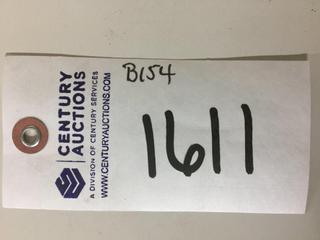 B154
1611
CENTURY
AUCTIONS
A DIVISION OF CENTURY SERVICES
WWW.CENTURYAUCTIONS.COM